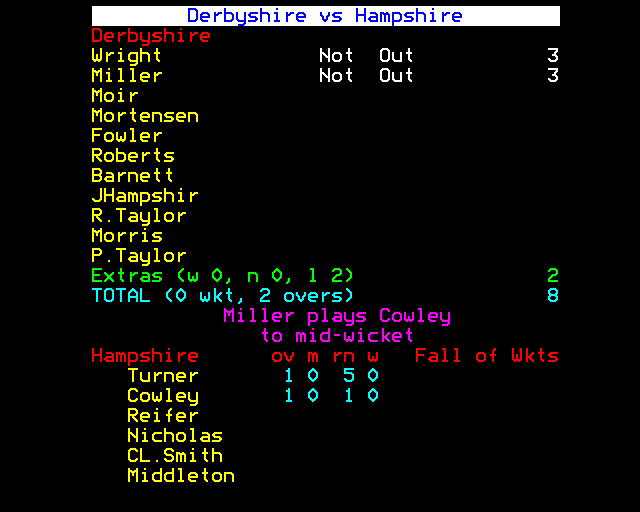 Derbyshire vs Hampshire
Derbyshire
Wright Not Out 3
Miller Not Out 3
Moir
Mortensen
Fowler
Roberts
Barnett
JHampshir
R.Taylor
Morris
P.Taylor
Extras (w 0, n 0, l 2) 2
TOTAL (0 wkt, 2 overs) 8
Miller plays Cowley
to mid-wicket
Hampshire ov m rn w Fall of Wkts
Turner 1 0 5 0
Cowley 1 0 1 0
Reifer
Nicholas
CL.Smith
Middleton